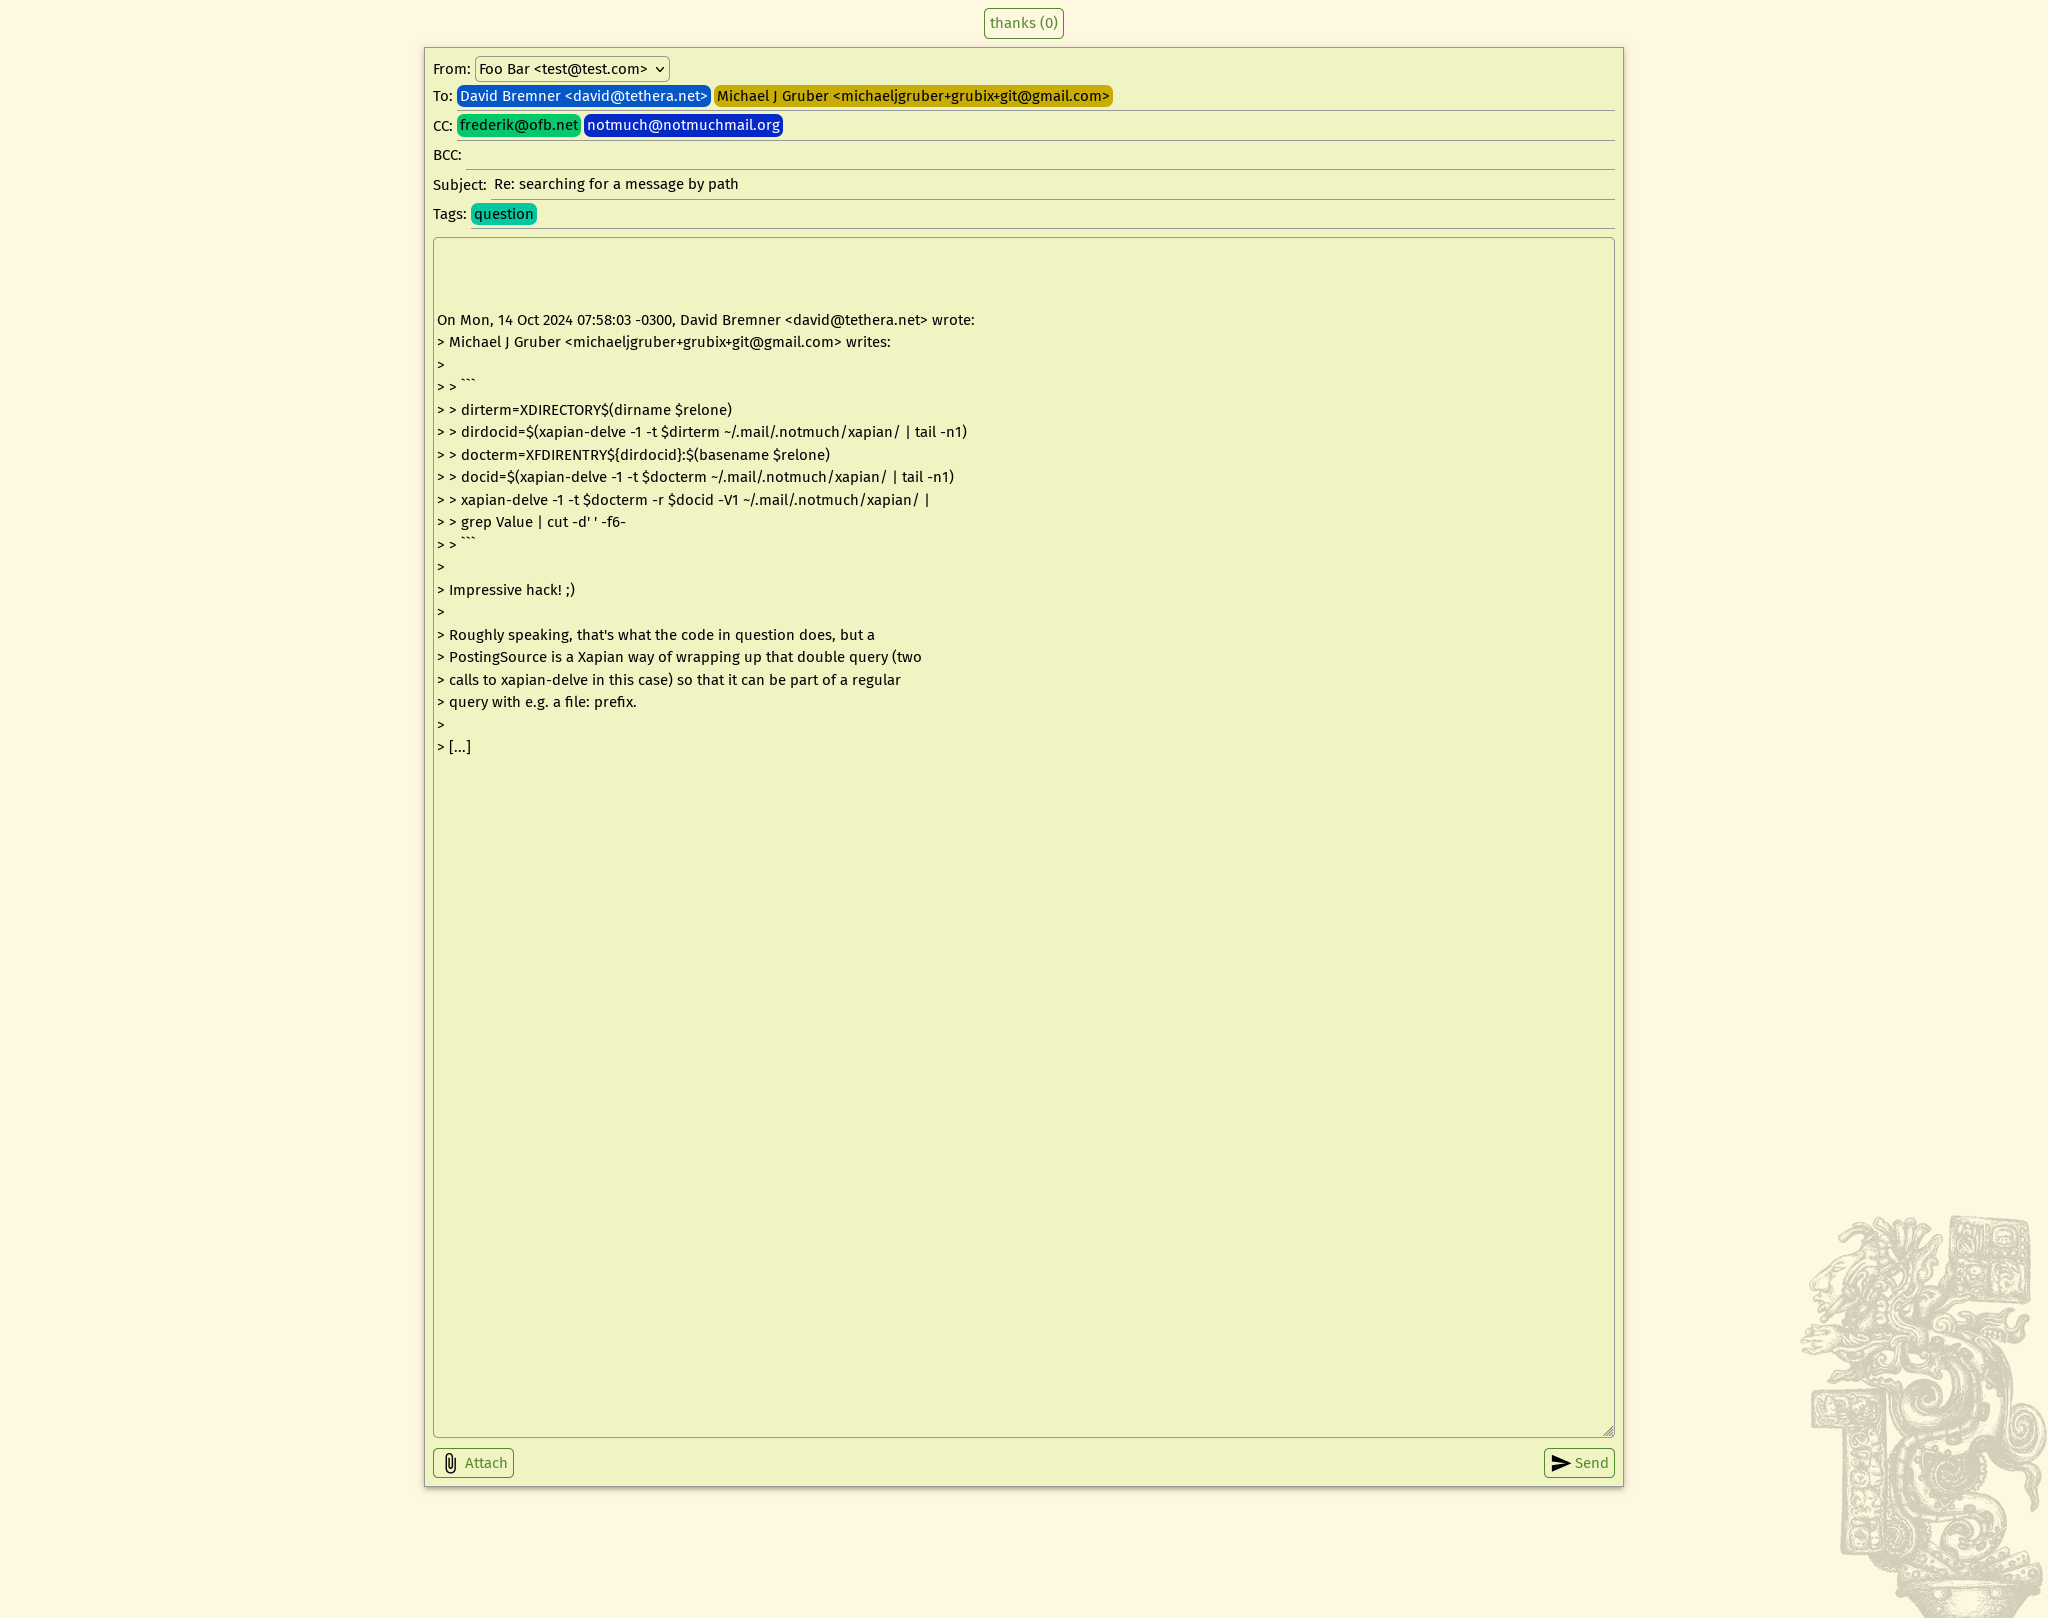 thanks (0)
From: Foo Bar <test@test.com>
To: David Bremner <david@tethera.net> Michael J Gruber <michaeljgruber+grubix+git@gmail.com>
CC: frederik@ofb.net notmuch@notmuchmail.org
BCC:
Subject: Re: searching for a message by path
Tags: question
On Mon, 14 Oct 2024 07:58:03 -0300, David Bremner <david@tethera.net> wrote:
> Michael J Gruber <michaeljgruber+grubix+git@gmail.com> writes:
>
> > ```
> > dirterm=XDIRECTORY$(dirname $relone)
> > dirdocid=$(xapian-delve -1 -t $dirterm ~/.mail/.notmuch/xapian/ | tail -n1)
> > docterm=XFDIRENTRY${dirdocid}:$(basename $relone)
> > docid=$(xapian-delve -1 -t $docterm ~/.mail/.notmuch/xapian/ | tail -n1)
> > xapian-delve -1 -t $docterm -r $docid -V1 ~/.mail/.notmuch/xapian/ |
> > grep Value | cut -d' ' -f6-
> > ```
>
> Impressive hack! ;)
>
> Roughly speaking, that's what the code in question does, but a
> PostingSource is a Xapian way of wrapping up that double query (two
> calls to xapian-delve in this case) so that it can be part of a regular
> query with e.g. a file: prefix.
>
> [...]
Attach
Send